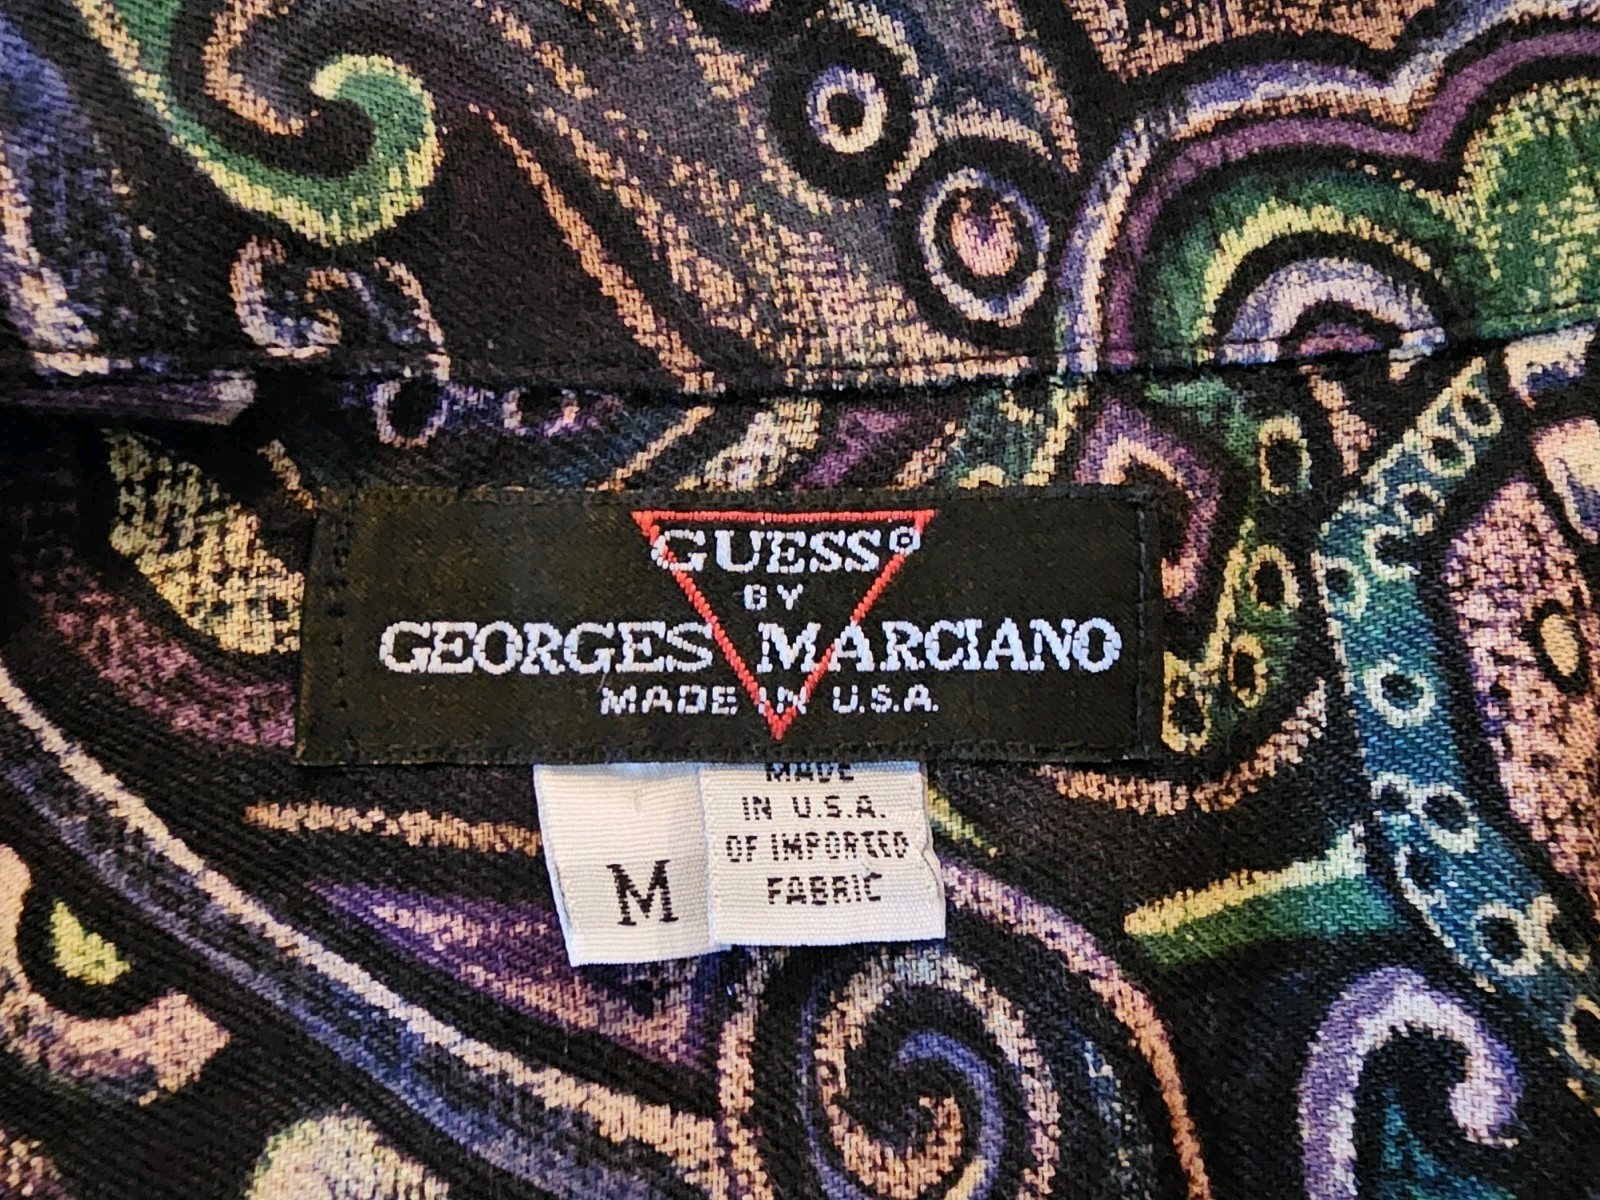 GUESS©
BY
GEORGES MARCIANO
MADE IN U.S.A.
M
MADE
IN U.S.A.
OF IMPORTED
FABRIC